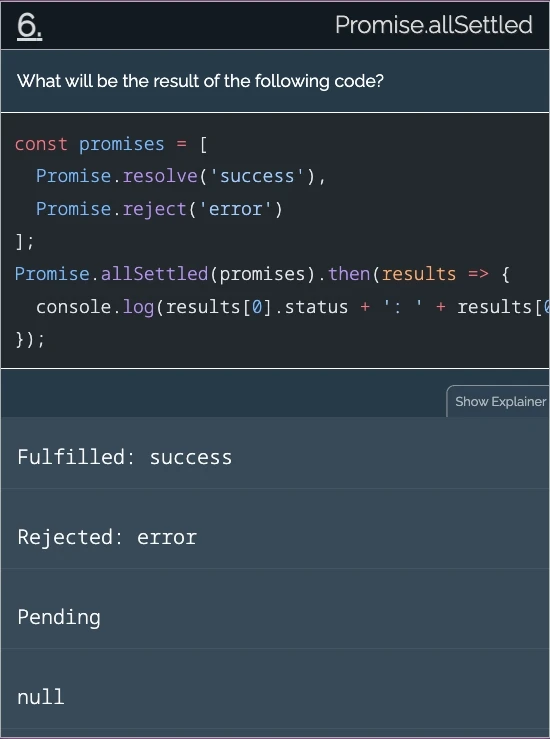 6.
Promise.allSettled
What will be the result of the following code?
const promises = [
  Promise.resolve('success'),
  Promise.reject('error')
];
Promise.allSettled(promises).then(results => {
  console.log(results[0].status + ': ' + results[0
});
Show Explainer
Fulfilled: success
Rejected: error
Pending
null